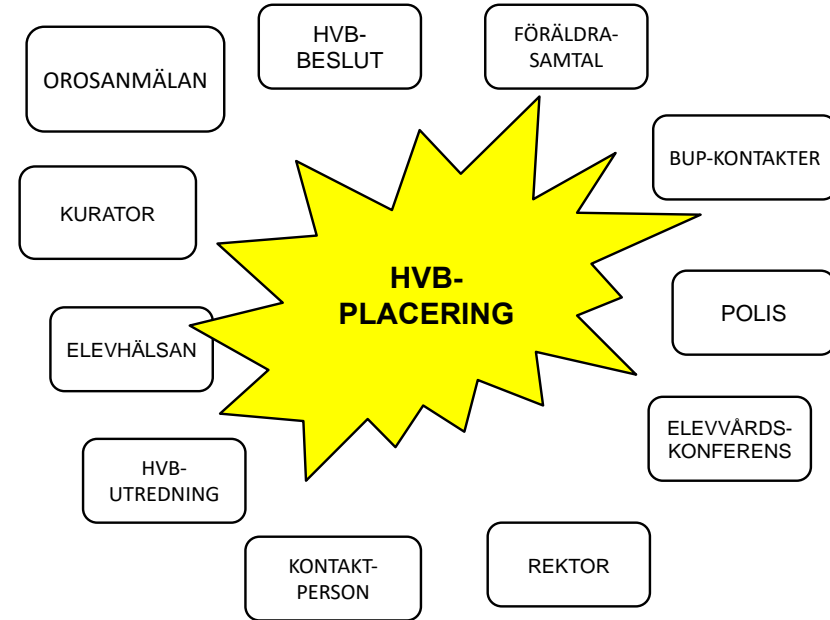 HVB-
BESLUT
FÖRÄLDRA-
SAMTAL
OROSANMÄLAN
BUP-KONTAKTER
KURATOR
HVB-
PLACERING
POLIS
ELEVHÄLSAN
ELEVVÅRDS-
KONFERENS
HVB-
UTREDNING
KONTAKT-
PERSON
REKTOR